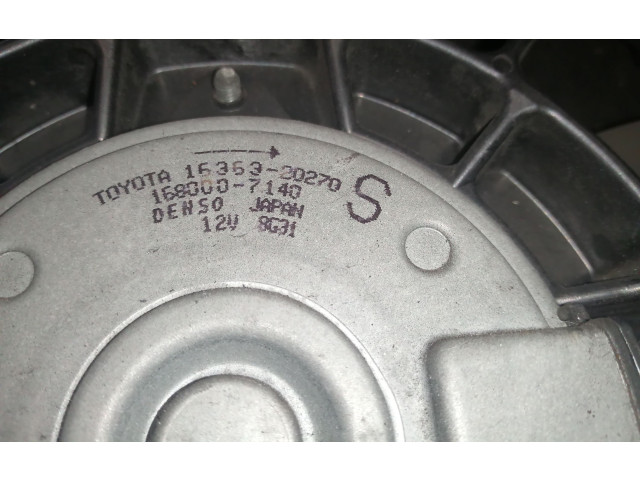 TOYOTA 16363-20270
168000-7140 S
DENSO JAPAN
12V 8G31